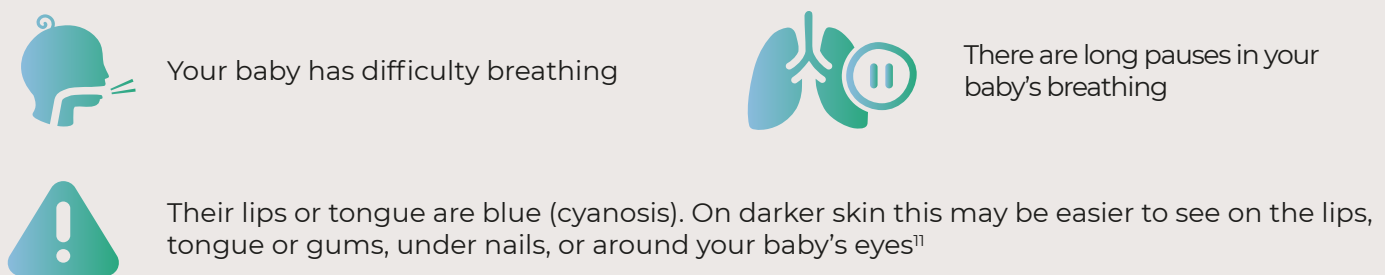 Your baby has difficulty breathing
There are long pauses in your
baby’s breathing
Their lips or tongue are blue (cyanosis). On darker skin this may be easier to see on the lips,
tongue or gums, under nails, or around your baby’s eyes¹¹